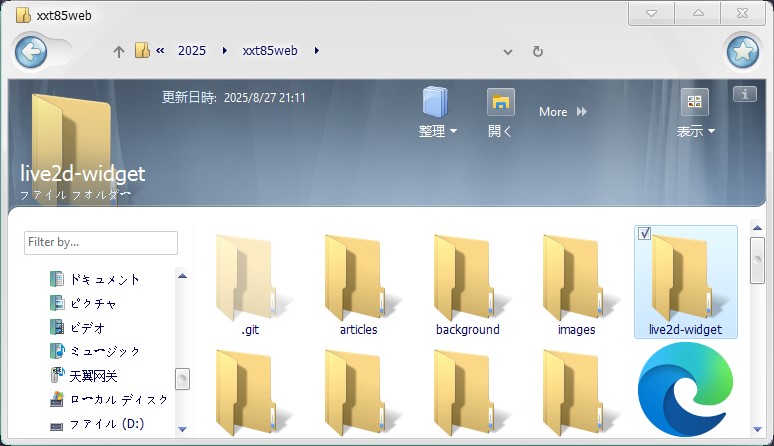 xxt85web
« 2025 xxt85web
更新日時: 2025/8/27 21:11
整理
開く
More
表示
live2d-widget
ファイル フォルダー
Filter by...
ドキュメント
ピクチャ
ビデオ
ミュージック
天翼网关
ローカル ディスク
ファイル (D:)
.git
articles
background
images
live2d-widget